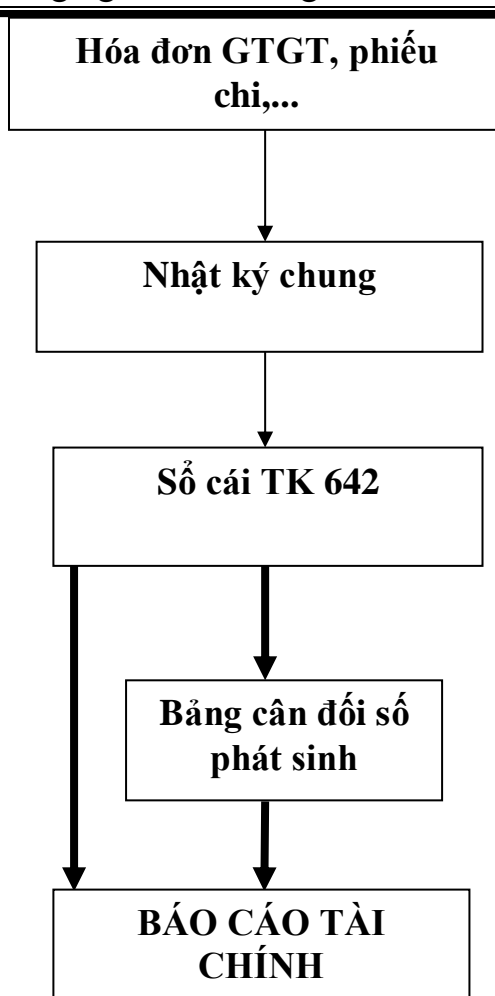 Hóa đơn GTGT, phiếu
chi,...
Nhật ký chung
Sổ cái TK 642
Bảng cân đối số
phát sinh
BÁO CÁO TÀI
CHÍNH